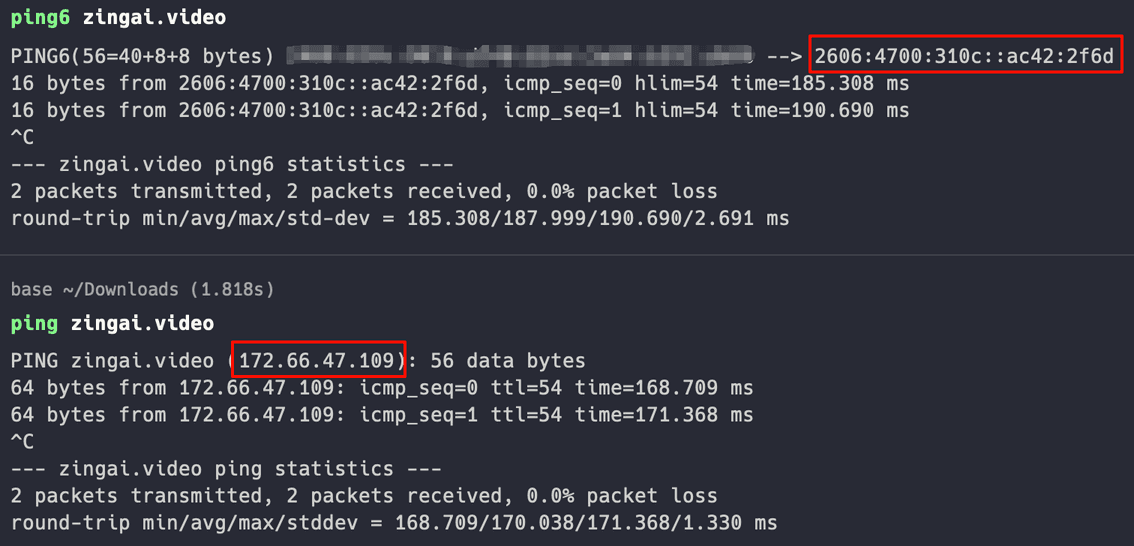 ping6 zingai.video
PING6(56=40+8+8 bytes) --> 2606:4700:310c::ac42:2f6d
16 bytes from 2606:4700:310c::ac42:2f6d, icmp_seq=0 hlim=54 time=185.308 ms
16 bytes from 2606:4700:310c::ac42:2f6d, icmp_seq=1 hlim=54 time=190.690 ms
^C
--- zingai.video ping6 statistics ---
2 packets transmitted, 2 packets received, 0.0% packet loss
round-trip min/avg/max/std-dev = 185.308/187.999/190.690/2.691 ms
base ~/Downloads (1.818s)
ping zingai.video
PING zingai.video (172.66.47.109): 56 data bytes
64 bytes from 172.66.47.109: icmp_seq=0 ttl=54 time=168.709 ms
64 bytes from 172.66.47.109: icmp_seq=1 ttl=54 time=171.368 ms
^C
--- zingai.video ping statistics ---
2 packets transmitted, 2 packets received, 0.0% packet loss
round-trip min/avg/max/stddev = 168.709/170.038/171.368/1.330 ms